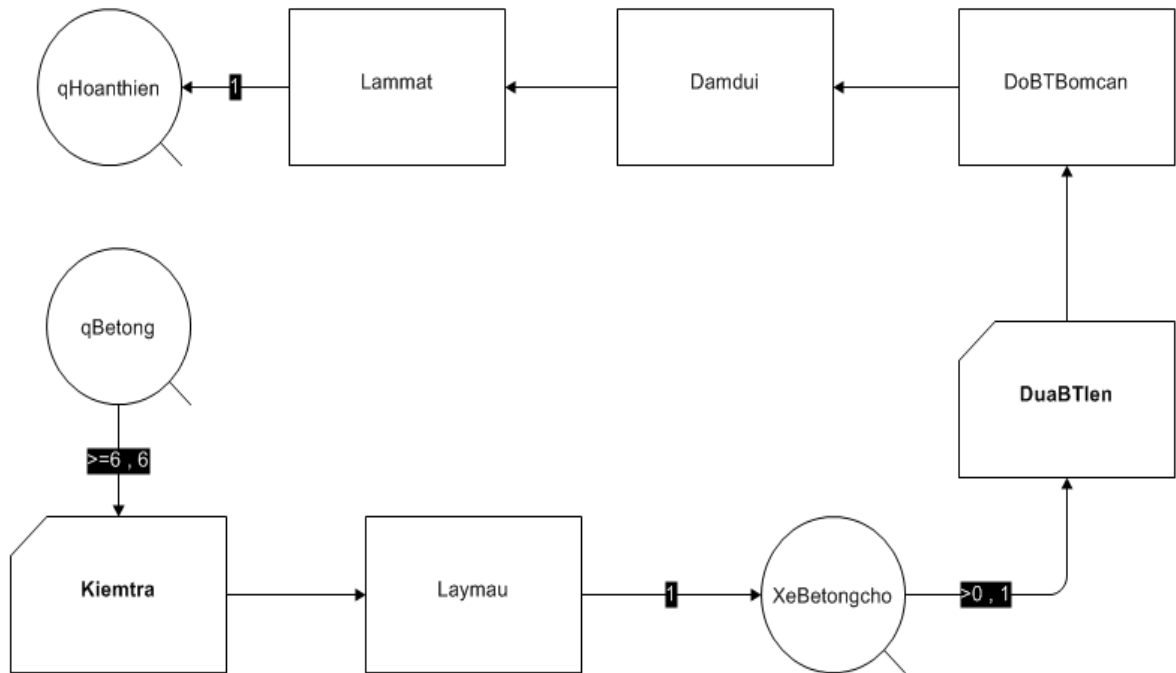 qHoanthien
1
Lammat
Damdui
DoBTBomcan
qBetong
>=6 , 6
DuaBTlen
Kiemtra
Laymau
1
XeBetongcho
>0 , 1